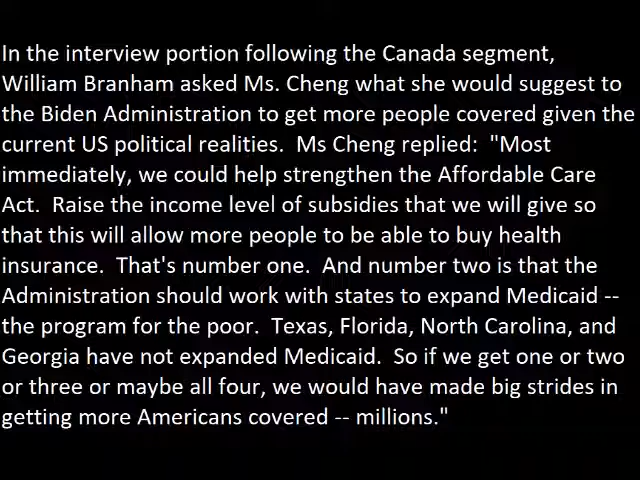 In the interview portion following the Canada segment,
William Branham asked Ms. Cheng what she would suggest to
the Biden Administration to get more people covered given the
current US political realities.  Ms Cheng replied:  "Most
immediately, we could help strengthen the Affordable Care
Act.  Raise the income level of subsidies that we will give so
that this will allow more people to be able to buy health
insurance.  That's number one.  And number two is that the
Administration should work with states to expand Medicaid --
the program for the poor.  Texas, Florida, North Carolina, and
Georgia have not expanded Medicaid.  So if we get one or two
or three or maybe all four, we would have made big strides in
getting more Americans covered -- millions."